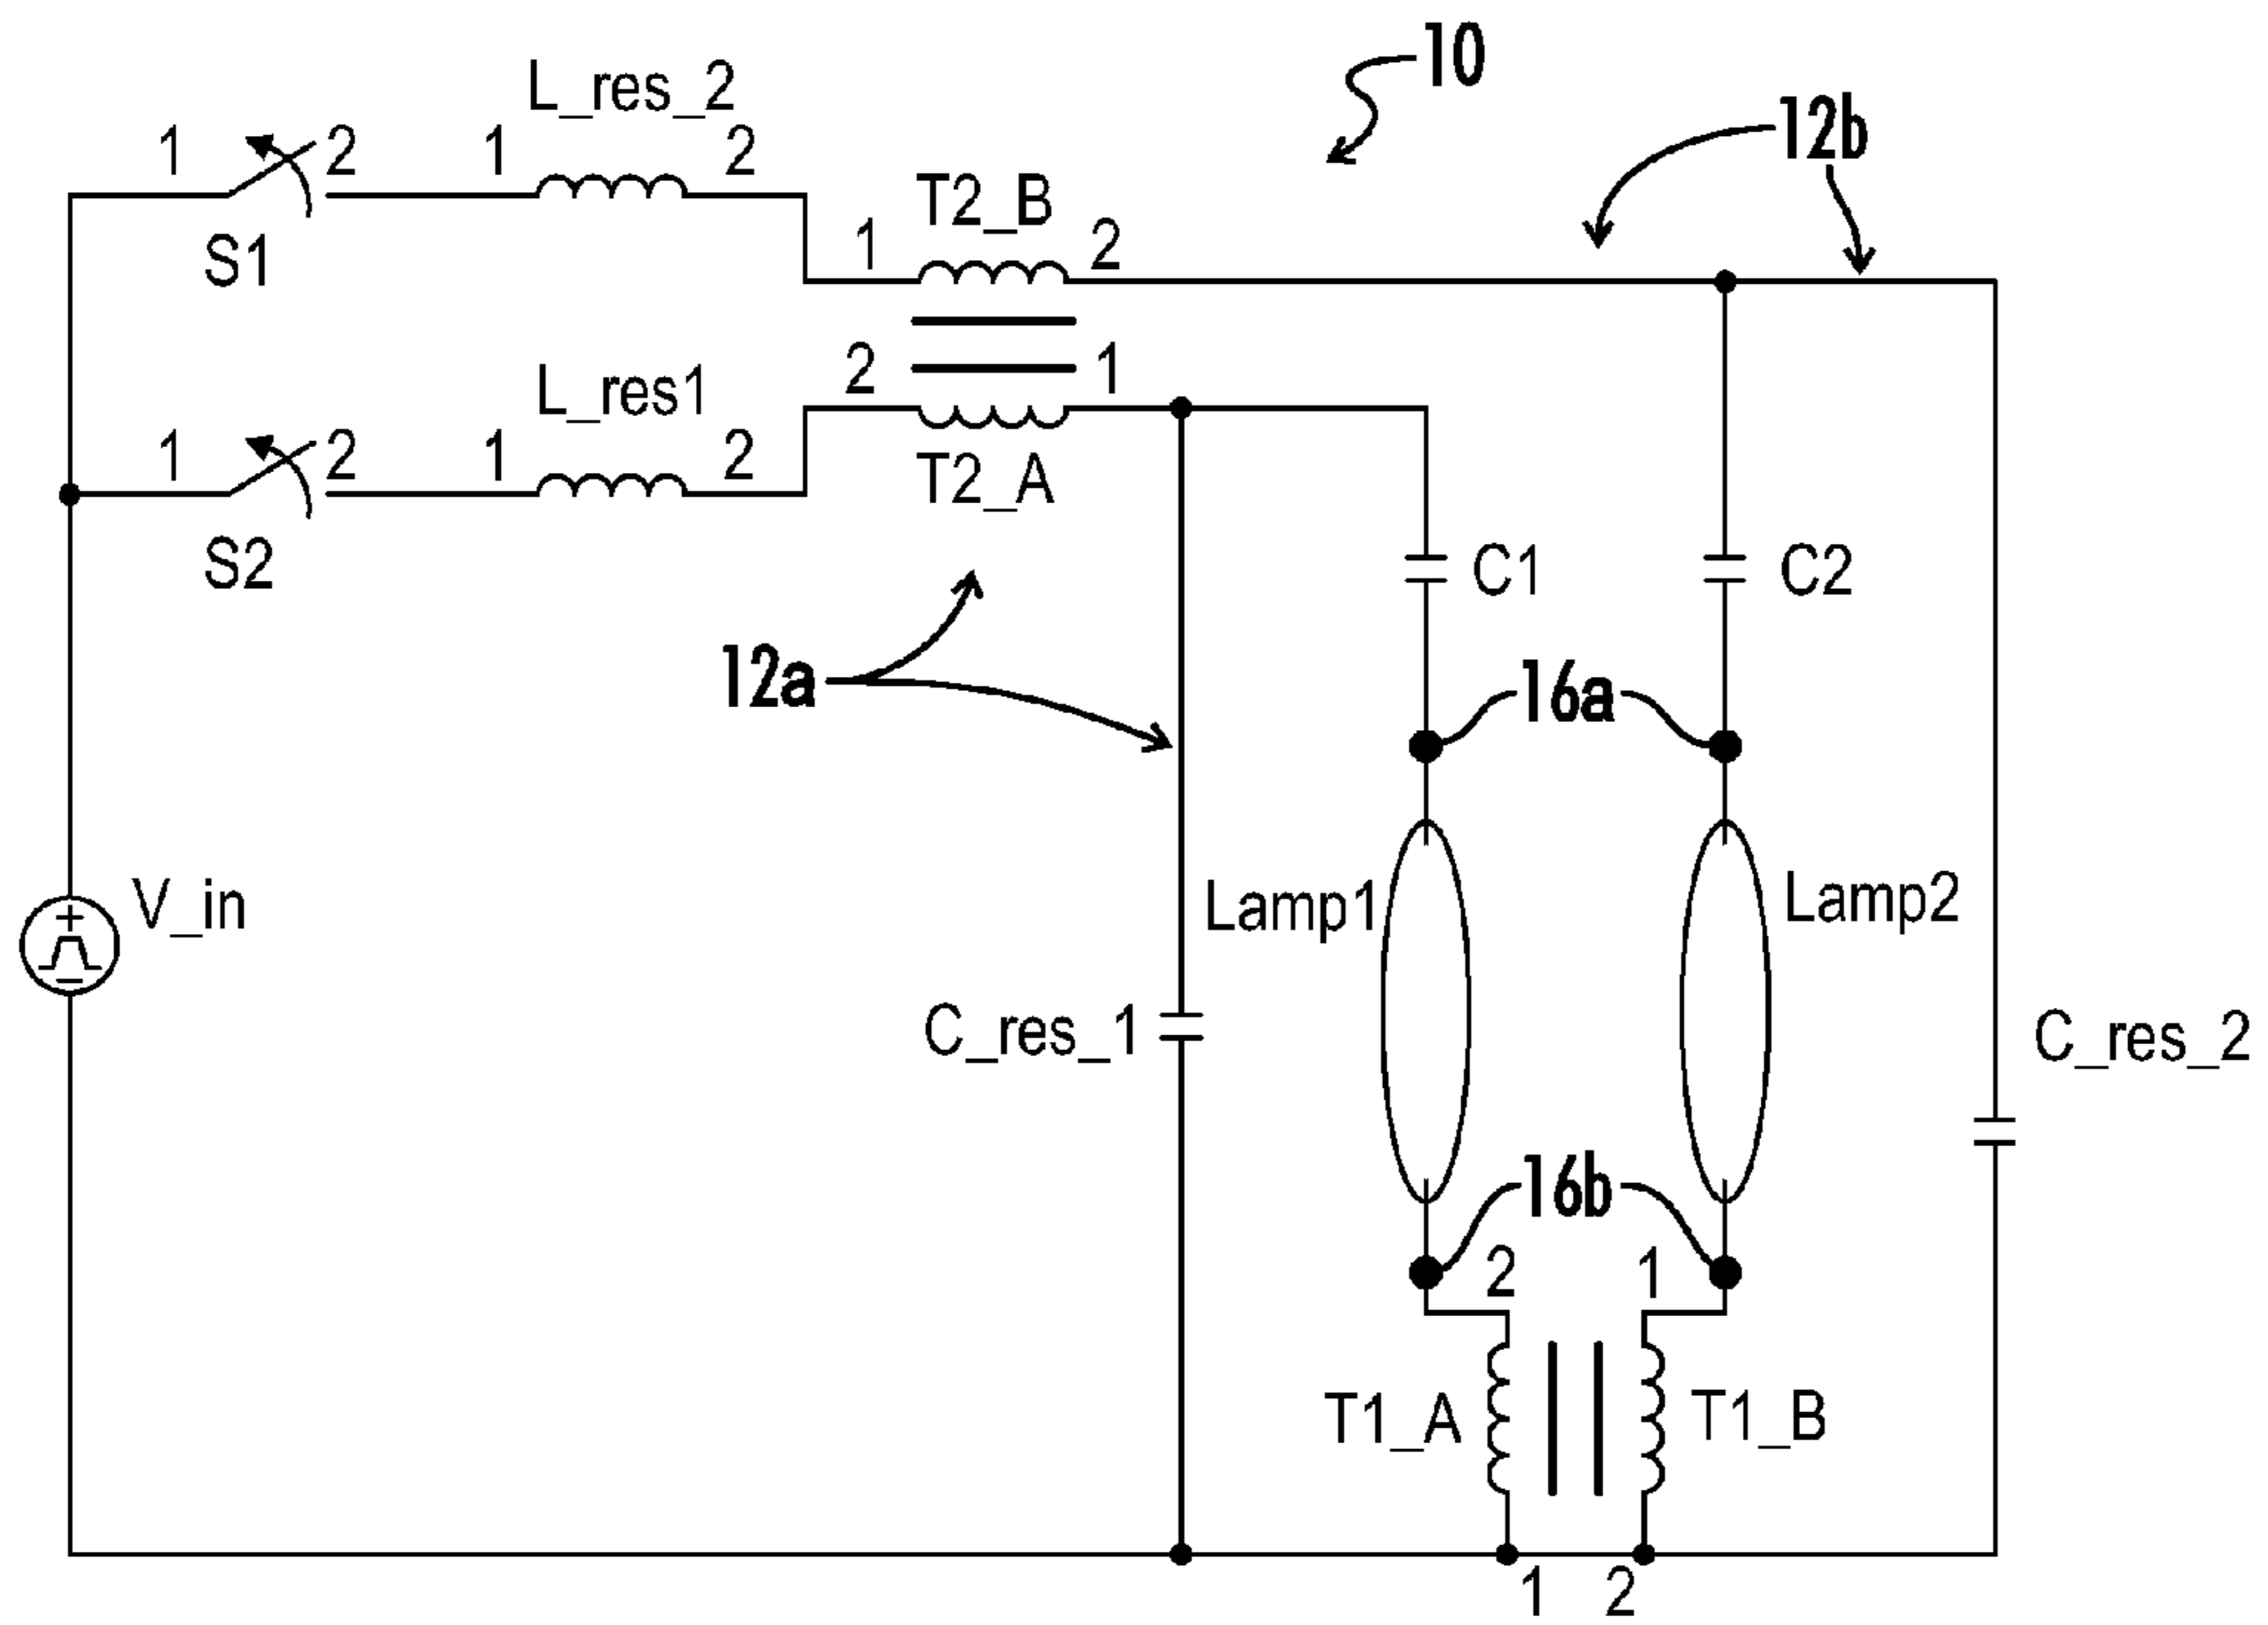 10
L_res_2
12b
1 2 1 2
T2_B
S1
1 2
L_res1
2 1
1 2 1 2
T2_A
S2
C1 C2
12a
16a
V_in
Lamp1
Lamp2
+
−
C_res_1
C_res_2
16b
2 1
T1_A
T1_B
1 2